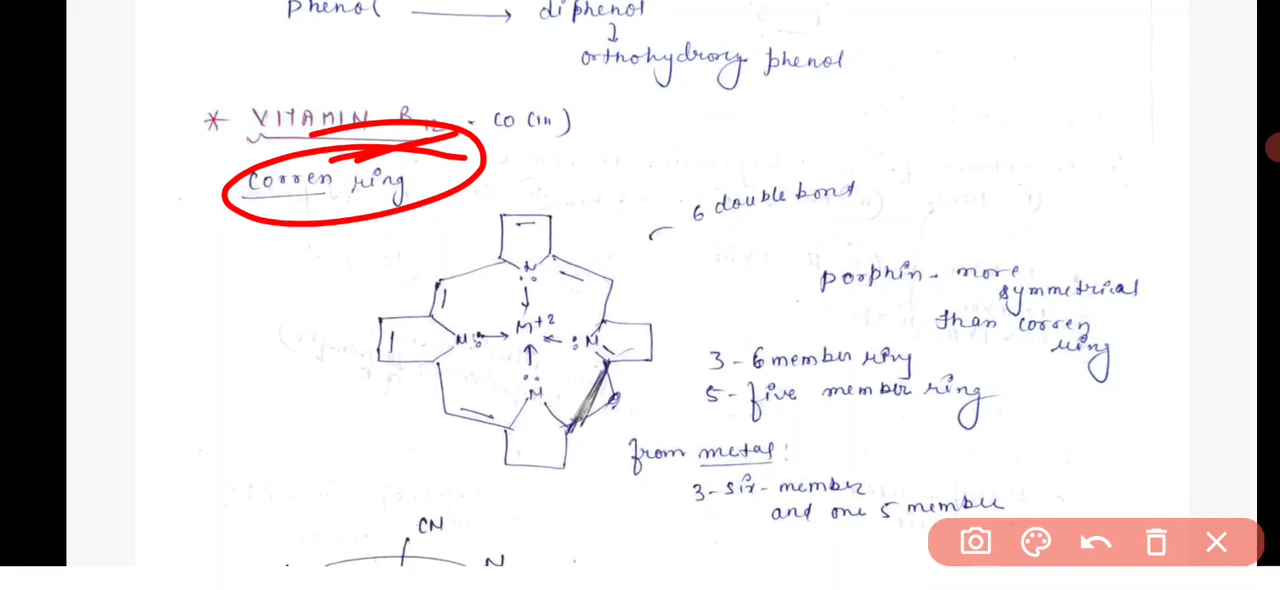 Phenol → diphenol
↓
orthohydroxy phenol
* VITAMIN B12 - CO (III)
Corren ring
6 double bond
N
M+2
N
N
N
porphin - more
symmetrical
than corren
ring
3 - 6 member ring
5 - five member ring
from metal:
3 - six - member
and one 5 member
CN
N